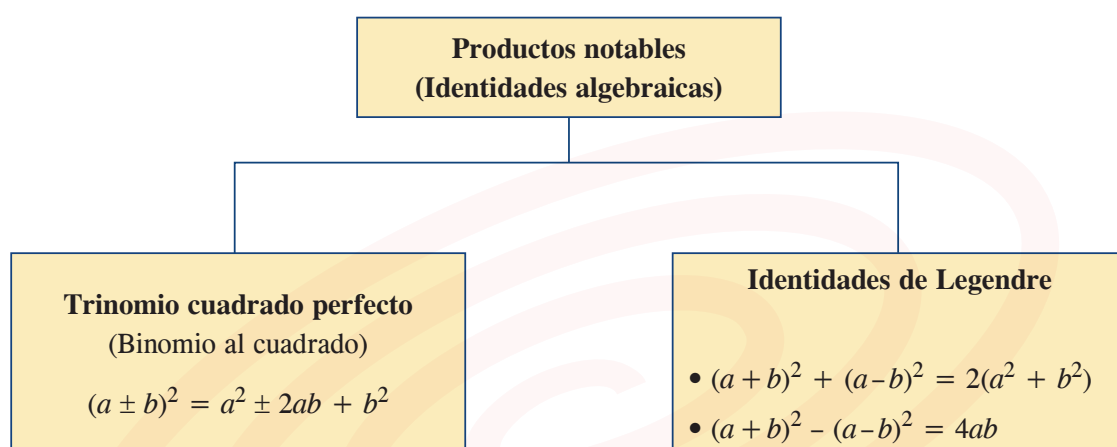 Productos notables
(Identidades algebraicas)
Trinomio cuadrado perfecto
(Binomio al cuadrado)
(a ± b)² = a² ± 2ab + b²
Identidades de Legendre
• (a + b)² + (a – b)² = 2(a² + b²)
• (a + b)² – (a – b)² = 4ab